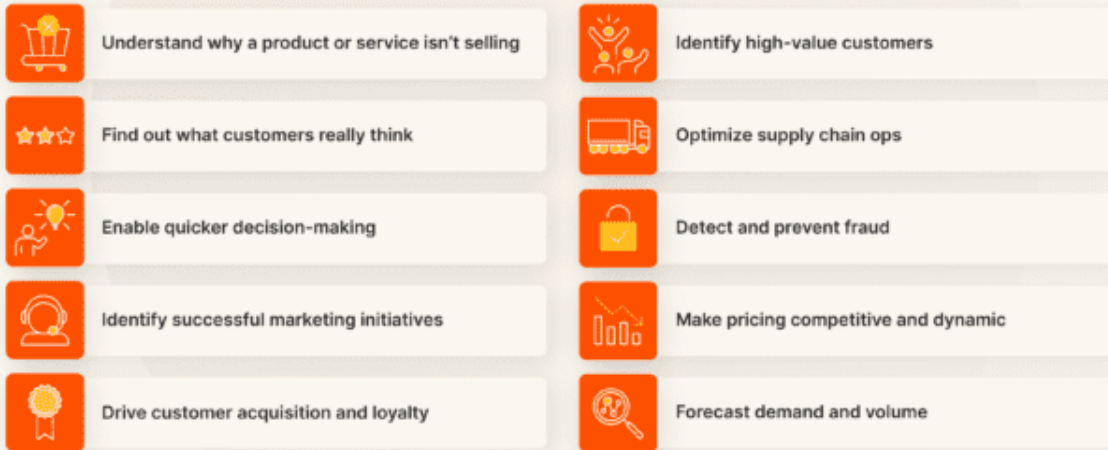 Understand why a product or service isn't selling
Identify high-value customers
Find out what customers really think
Optimize supply chain ops
Enable quicker decision-making
Detect and prevent fraud
Identify successful marketing initiatives
Make pricing competitive and dynamic
Drive customer acquisition and loyalty
Forecast demand and volume